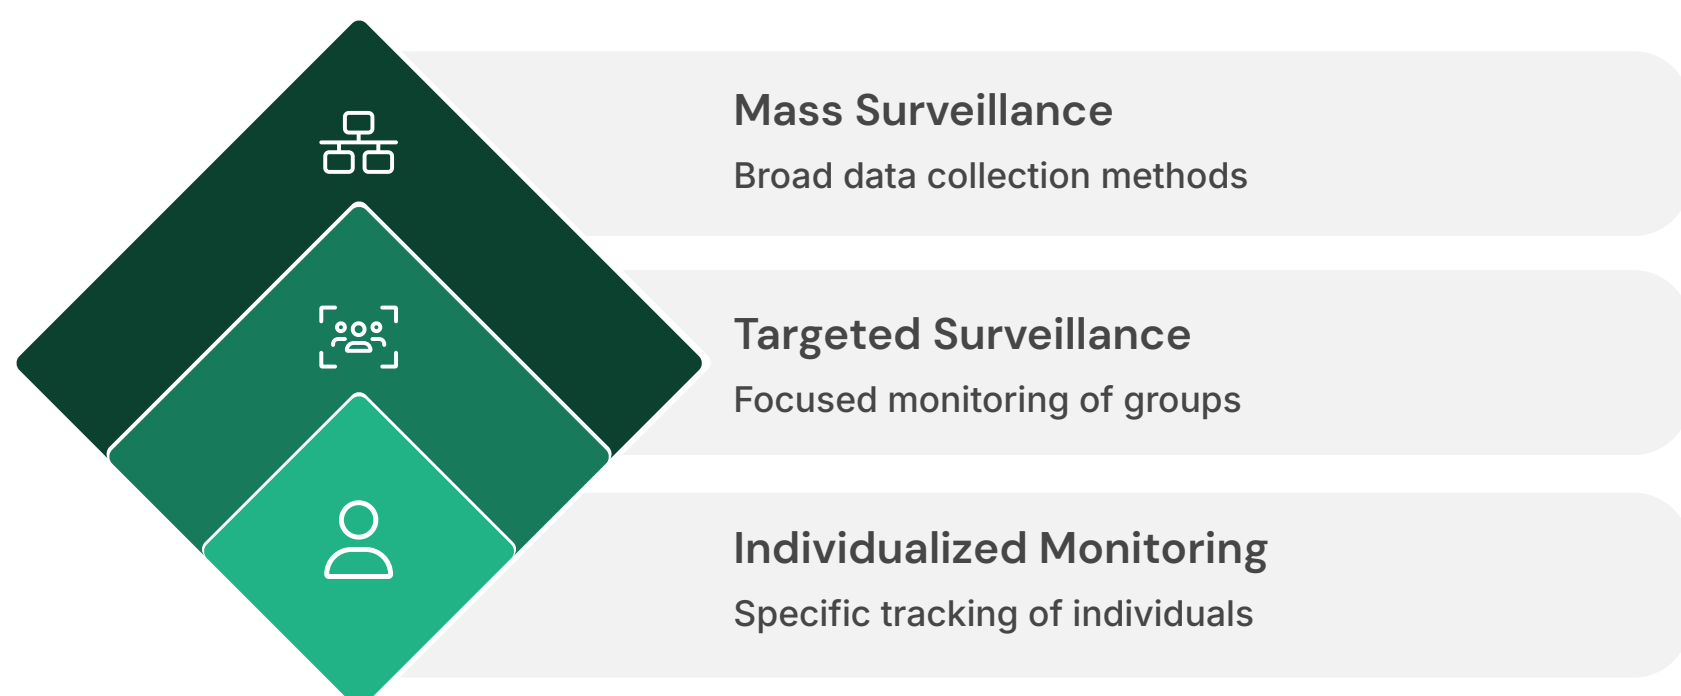 Mass Surveillance
Broad data collection methods
Targeted Surveillance
Focused monitoring of groups
Individualized Monitoring
Specific tracking of individuals